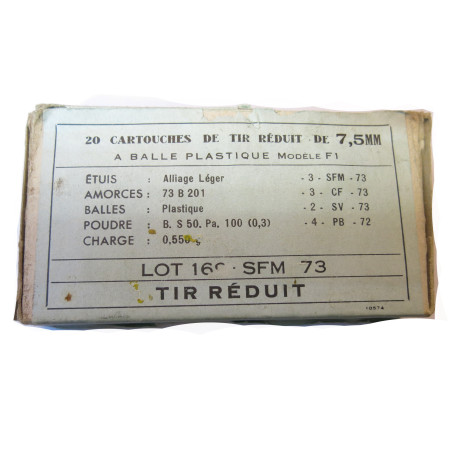 20 CARTOUCHES DE TIR RÉDUIT DE 7,5MM
A BALLE PLASTIQUE MODÈLE F1
ÉTUIS : Alliage Léger - 3 - SFM - 73
AMORCES : 73 B 201 - 3 - CF - 73
BALLES : Plastique - 2 - SV - 73
POUDRE : B. S 50. Pa. 100 (0,3) - 4 - PB - 72
CHARGE : 0,550 g
LOT SFM 73
TIR RÉDUIT